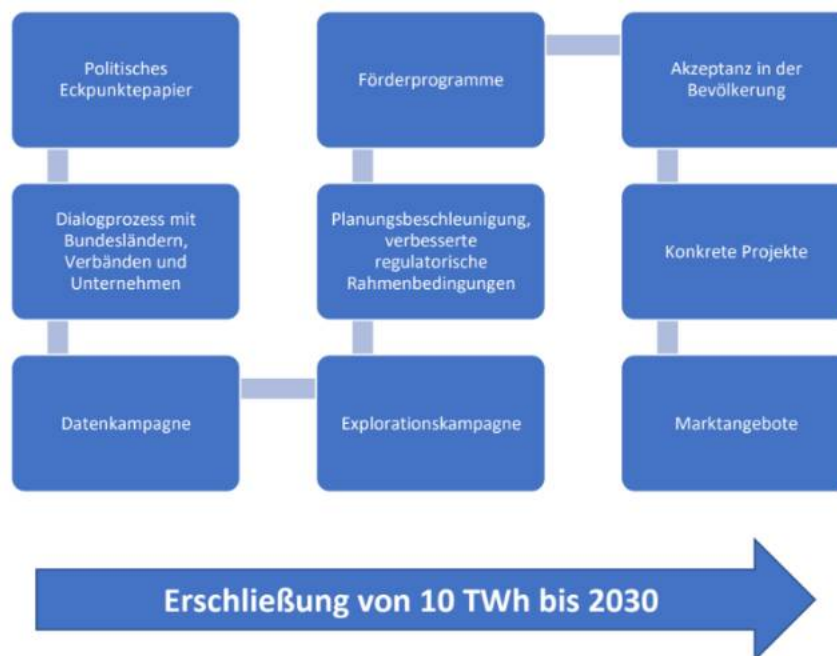 Politisches
Eckpunktepapier
Dialogprozess mit
Bundesländern,
Verbänden und
Unternehmen
Datenkampagne
Explorationskampagne
Planungsbeschleunigung,
verbesserte
regulatorische
Rahmenbedingungen
Förderprogramme
Akzeptanz in der
Bevölkerung
Konkrete Projekte
Marktangebote
Erschließung von 10 TWh bis 2030